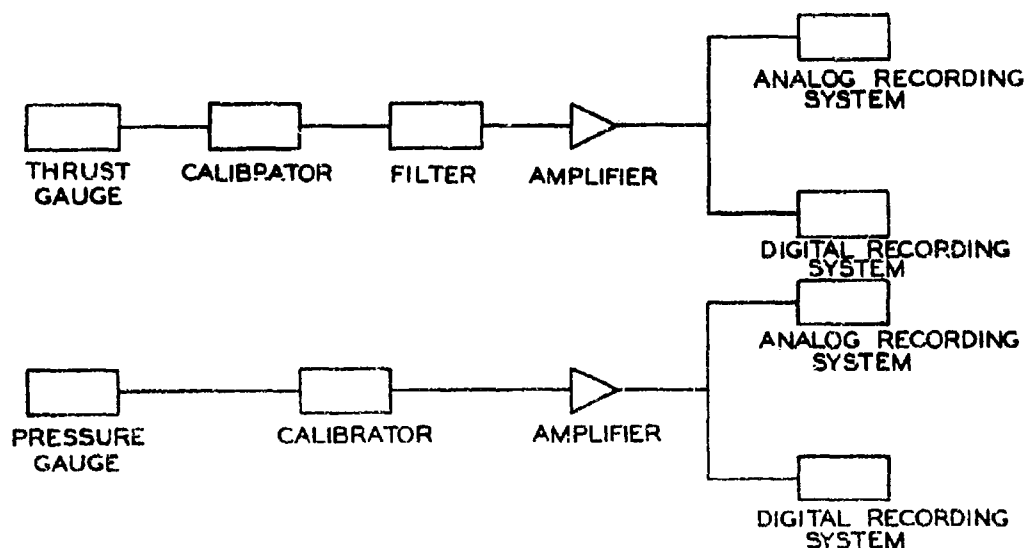 ANALOG RECORDING
SYSTEM
THRUST
GAUGE
CALIBPATOR
FILTER
AMPLIFIER
DIGITAL RECORDING
SYSTEM
ANALOG RECORDING
SYSTEM
PRESSURE
GAUGE
CALIBRATOR
AMPLIFIER
DIGITAL RECORDING
SYSTEM